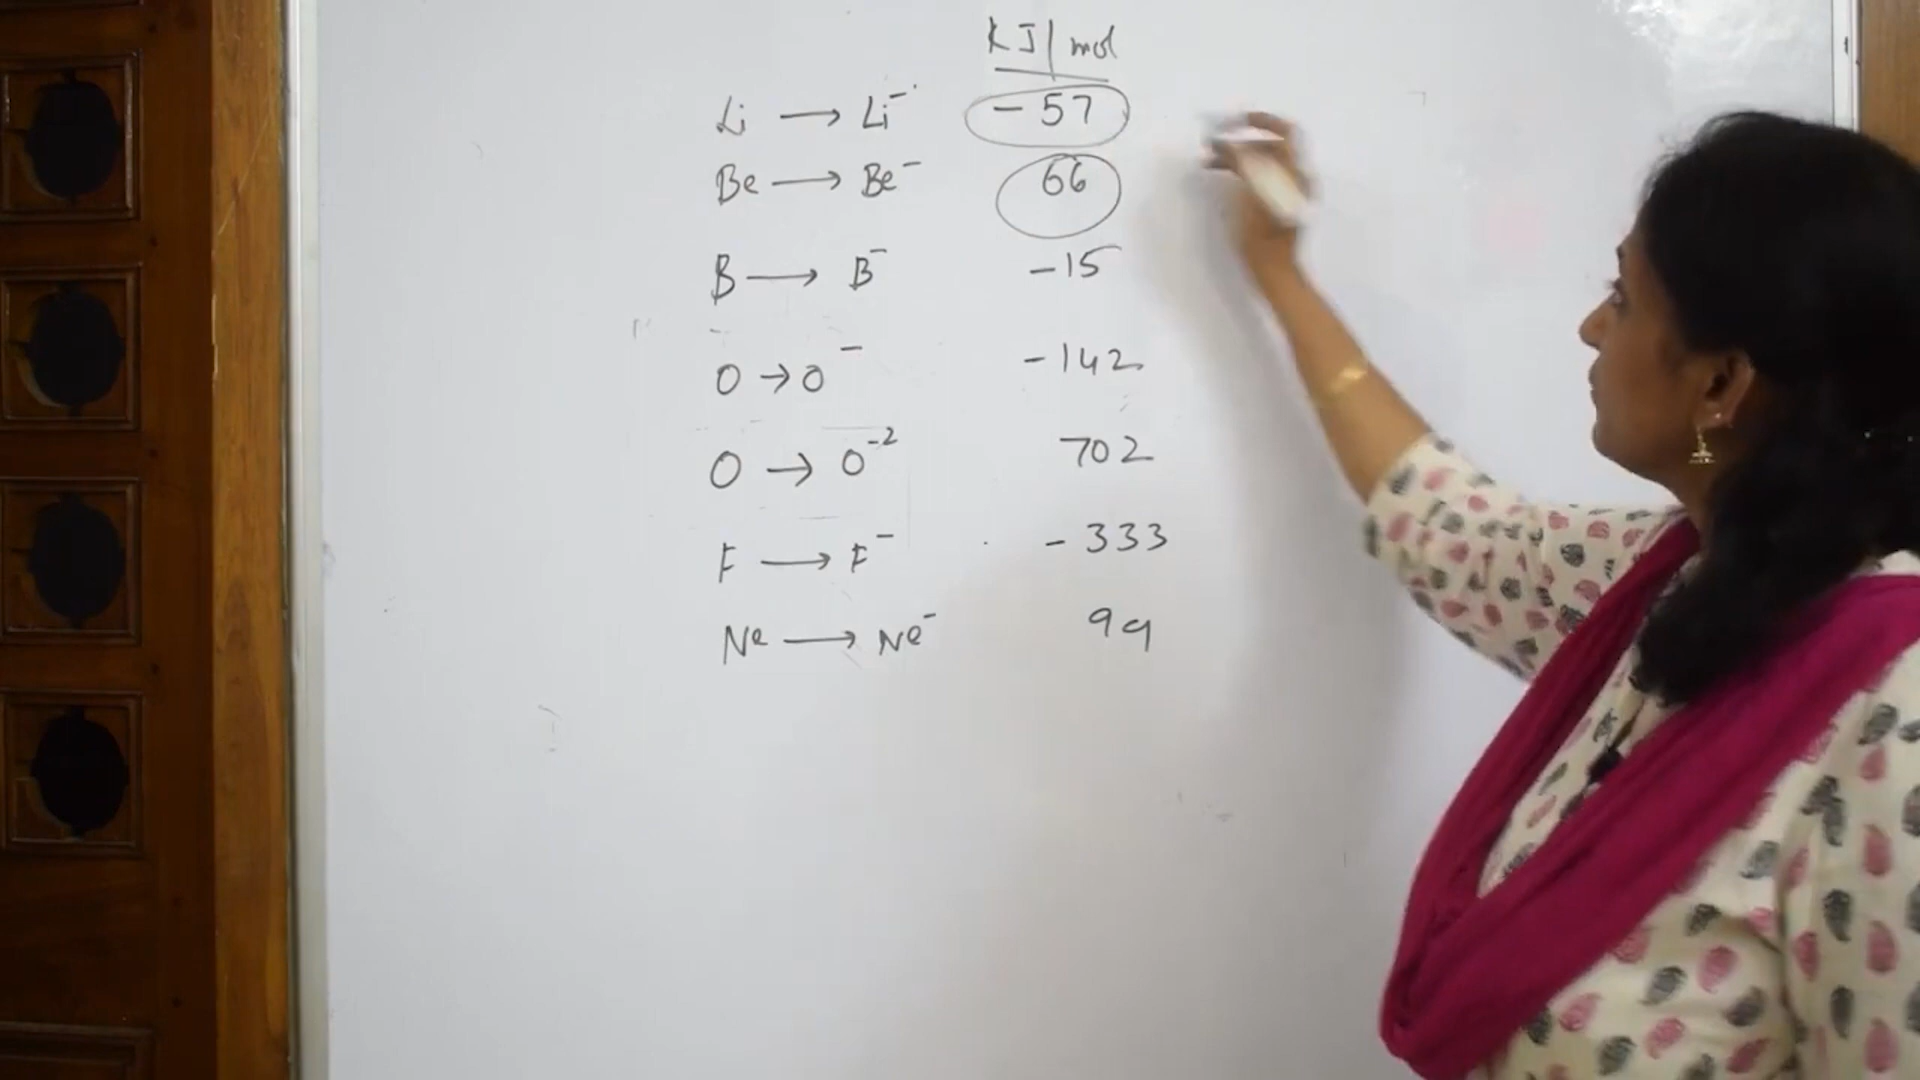 KJ/mol
Li → Li⁻ -57
Be → Be⁻ 66
B → B⁻ -15
O → O⁻ -142
O → O⁻² 702
F → F⁻ -333
Ne → Ne⁻ 99